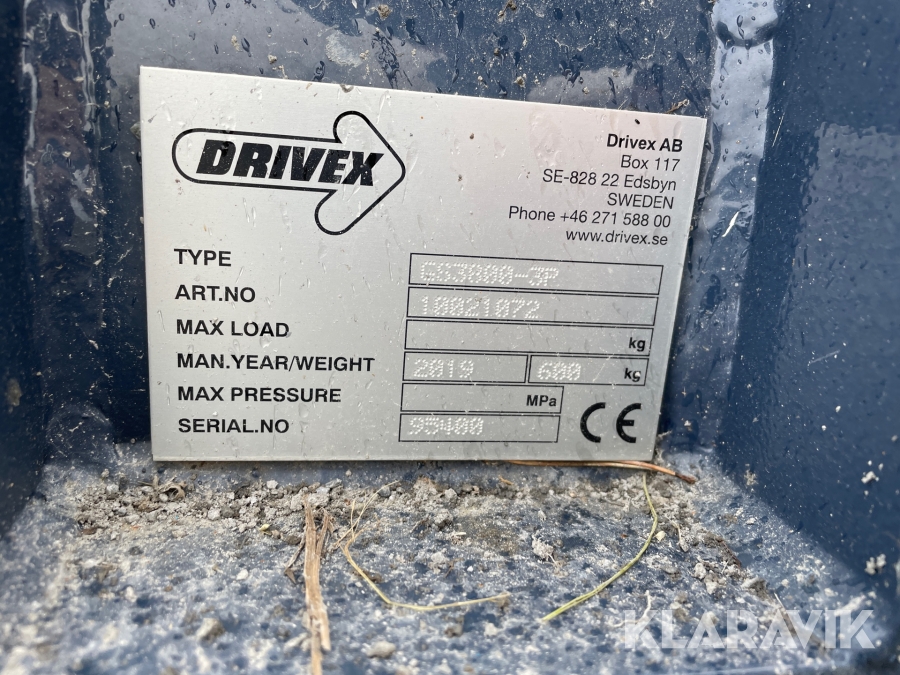 DRIVEX
Drivex AB
Box 117
SE-828 22 Edsbyn
SWEDEN
Phone +46 271 588 00
www.drivex.se
TYPE GS3800-3P
ART.NO 10021072
MAX LOAD kg
MAN.YEAR/WEIGHT 2019 600 kg
MAX PRESSURE MPa
SERIAL.NO 95400
CE
KLARAVIK